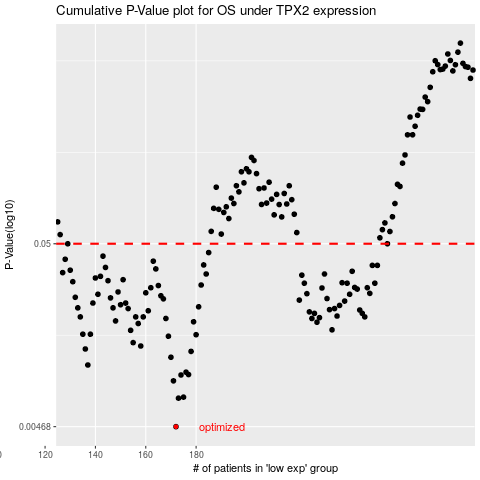 Cumulative P-Value plot for OS under TPX2 expression
P-Value(log10)
0.05
0.00468
optimized
0
120
140
160
180
# of patients in 'low exp' group